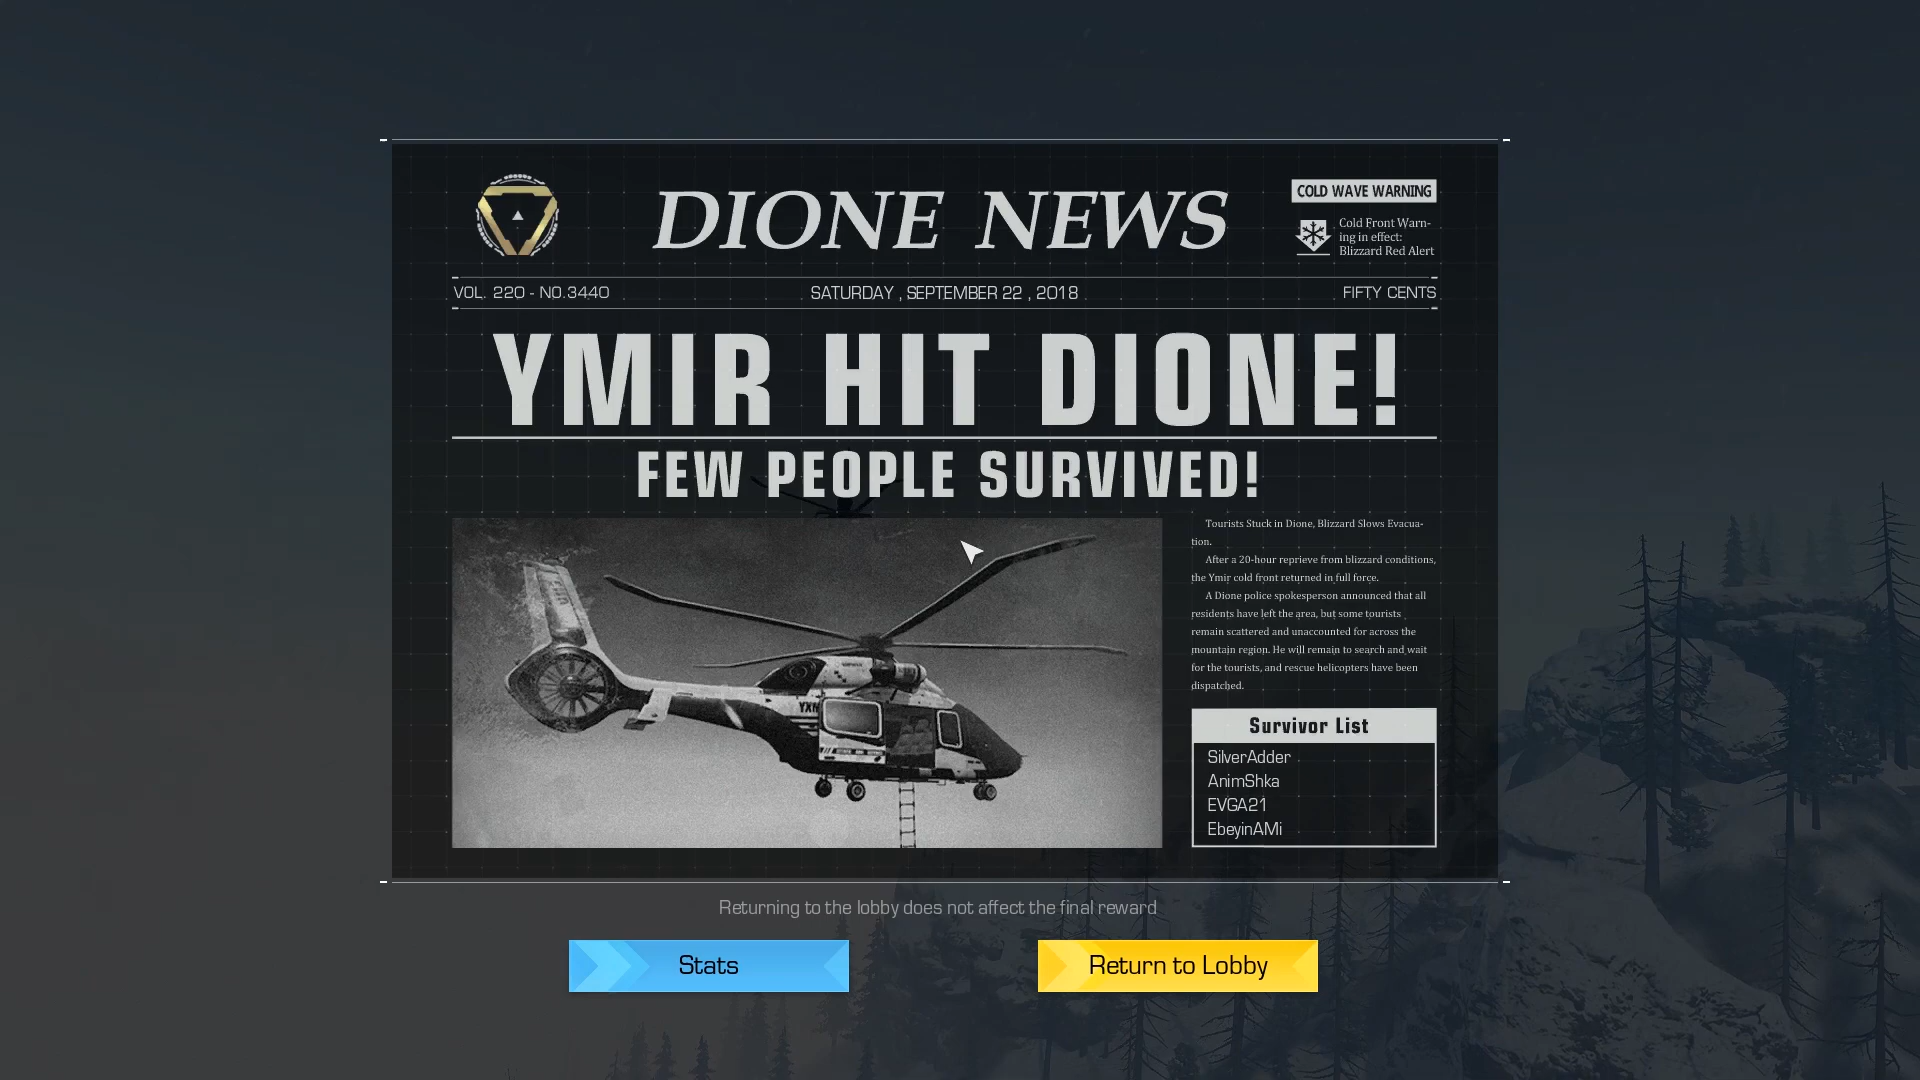 DIONE NEWS
COLD WAVE WARNING
Cold Front Warn-
ing in effect:
Blizzard Red Alert
VOL. 220 - NO.3440
SATURDAY , SEPTEMBER 22 , 2018
FIFTY CENTS
YMIR HIT DIONE!
FEW PEOPLE SURVIVED!
Tourists Stuck in Dione, Blizzard Slows Evacua-
tion.
After a 20-hour reprieve from blizzard conditions,
the Ymir cold front returned in full force.
A Dione police spokesperson announced that all
residents have left the area, but some tourists
remain scattered and unaccounted for across the
mountain region. He will remain to search and wait
for the tourists, and rescue helicopters have been
dispatched.
Survivor List
SilverAdder
AnimShka
EVGA21
EbeyinAMi
Returning to the lobby does not affect the final reward
Stats
Return to Lobby